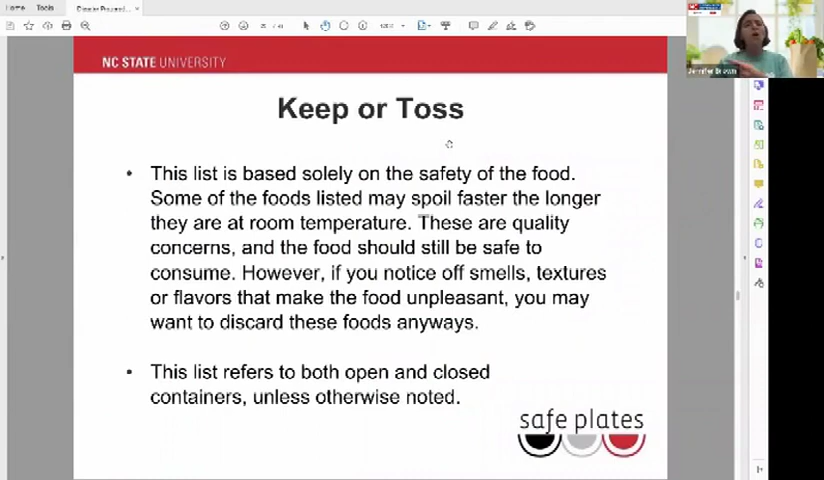 Home
Tools
NC STATE UNIVERSITY
Keep or Toss
• This list is based solely on the safety of the food.
Some of the foods listed may spoil faster the longer
they are at room temperature. These are quality
concerns, and the food should still be safe to
consume. However, if you notice off smells, textures
or flavors that make the food unpleasant, you may
want to discard these foods anyways.
• This list refers to both open and closed
containers, unless otherwise noted.
safe plates
Jennifer Brown